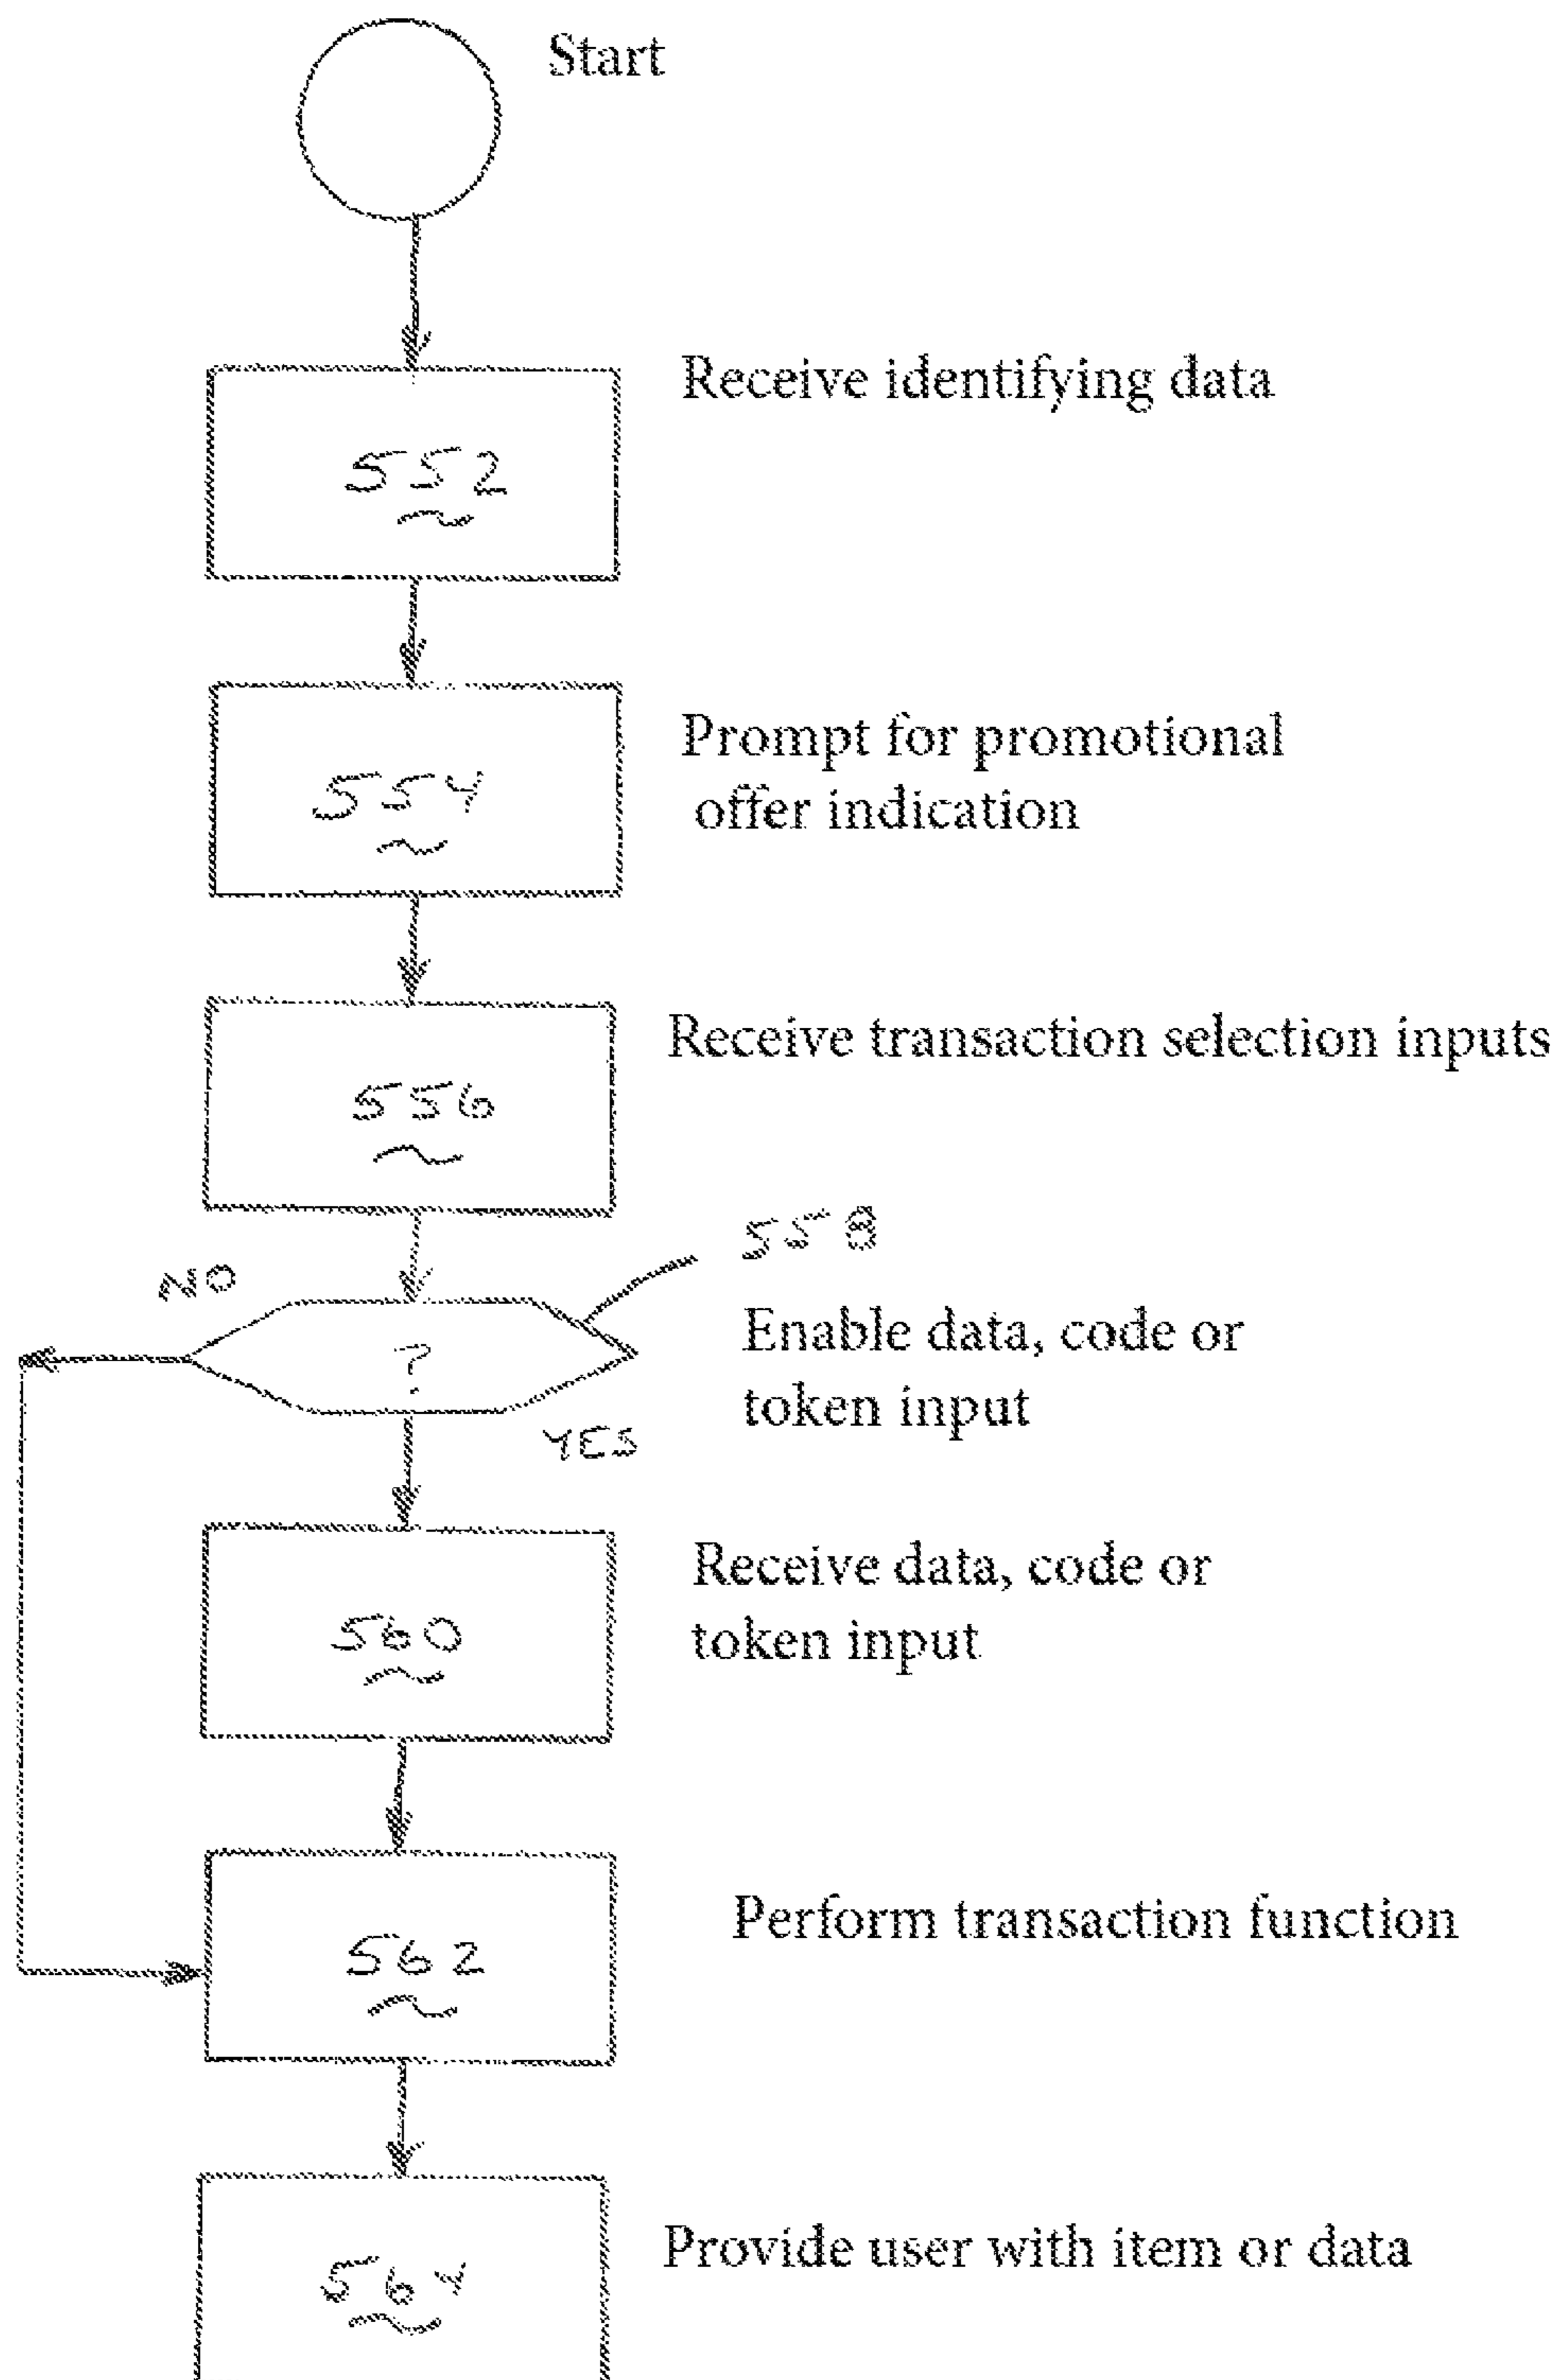 Start
Receive identifying data
552
Prompt for promotional
offer indication
554
Receive transaction selection inputs
556
558
NO
?
Enable data, code or
token input
YES
Receive data, code or
token input
560
Perform transaction function
562
Provide user with item or data
564